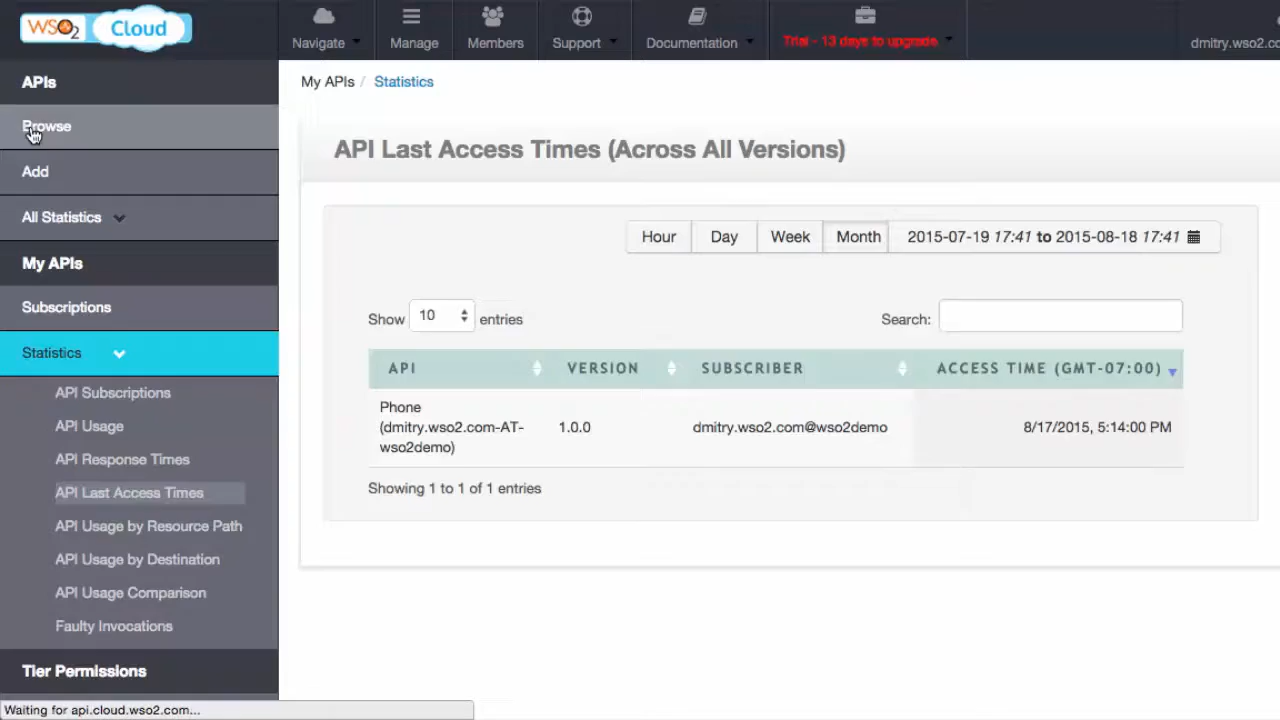 WSO2 Cloud
Navigate
Manage
Members
Support
Documentation
Trial - 13 days to upgrade
dmitry.wso2.co
APIs
Browse
Add
All Statistics
My APIs
Subscriptions
Statistics
API Subscriptions
API Usage
API Response Times
API Last Access Times
API Usage by Resource Path
API Usage by Destination
API Usage Comparison
Faulty Invocations
Tier Permissions
Waiting for api.cloud.wso2.com...
My APIs / Statistics
API Last Access Times (Across All Versions)
Hour Day Week Month 2015-07-19 17:41 to 2015-08-18 17:41
Show 10 entries
Search:
API VERSION SUBSCRIBER ACCESS TIME (GMT-07:00)
Phone
(dmitry.wso2.com-AT- 1.0.0 dmitry.wso2.com@wso2demo 8/17/2015, 5:14:00 PM
wso2demo)
Showing 1 to 1 of 1 entries